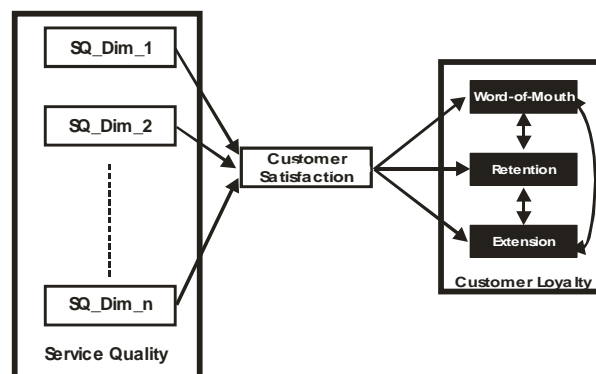 SQ_Dim_1
SQ_Dim_2
SQ_Dim_n
Service Quality
Customer
Satisfaction
Word-of-Mouth
Retention
Extension
Customer Loyalty